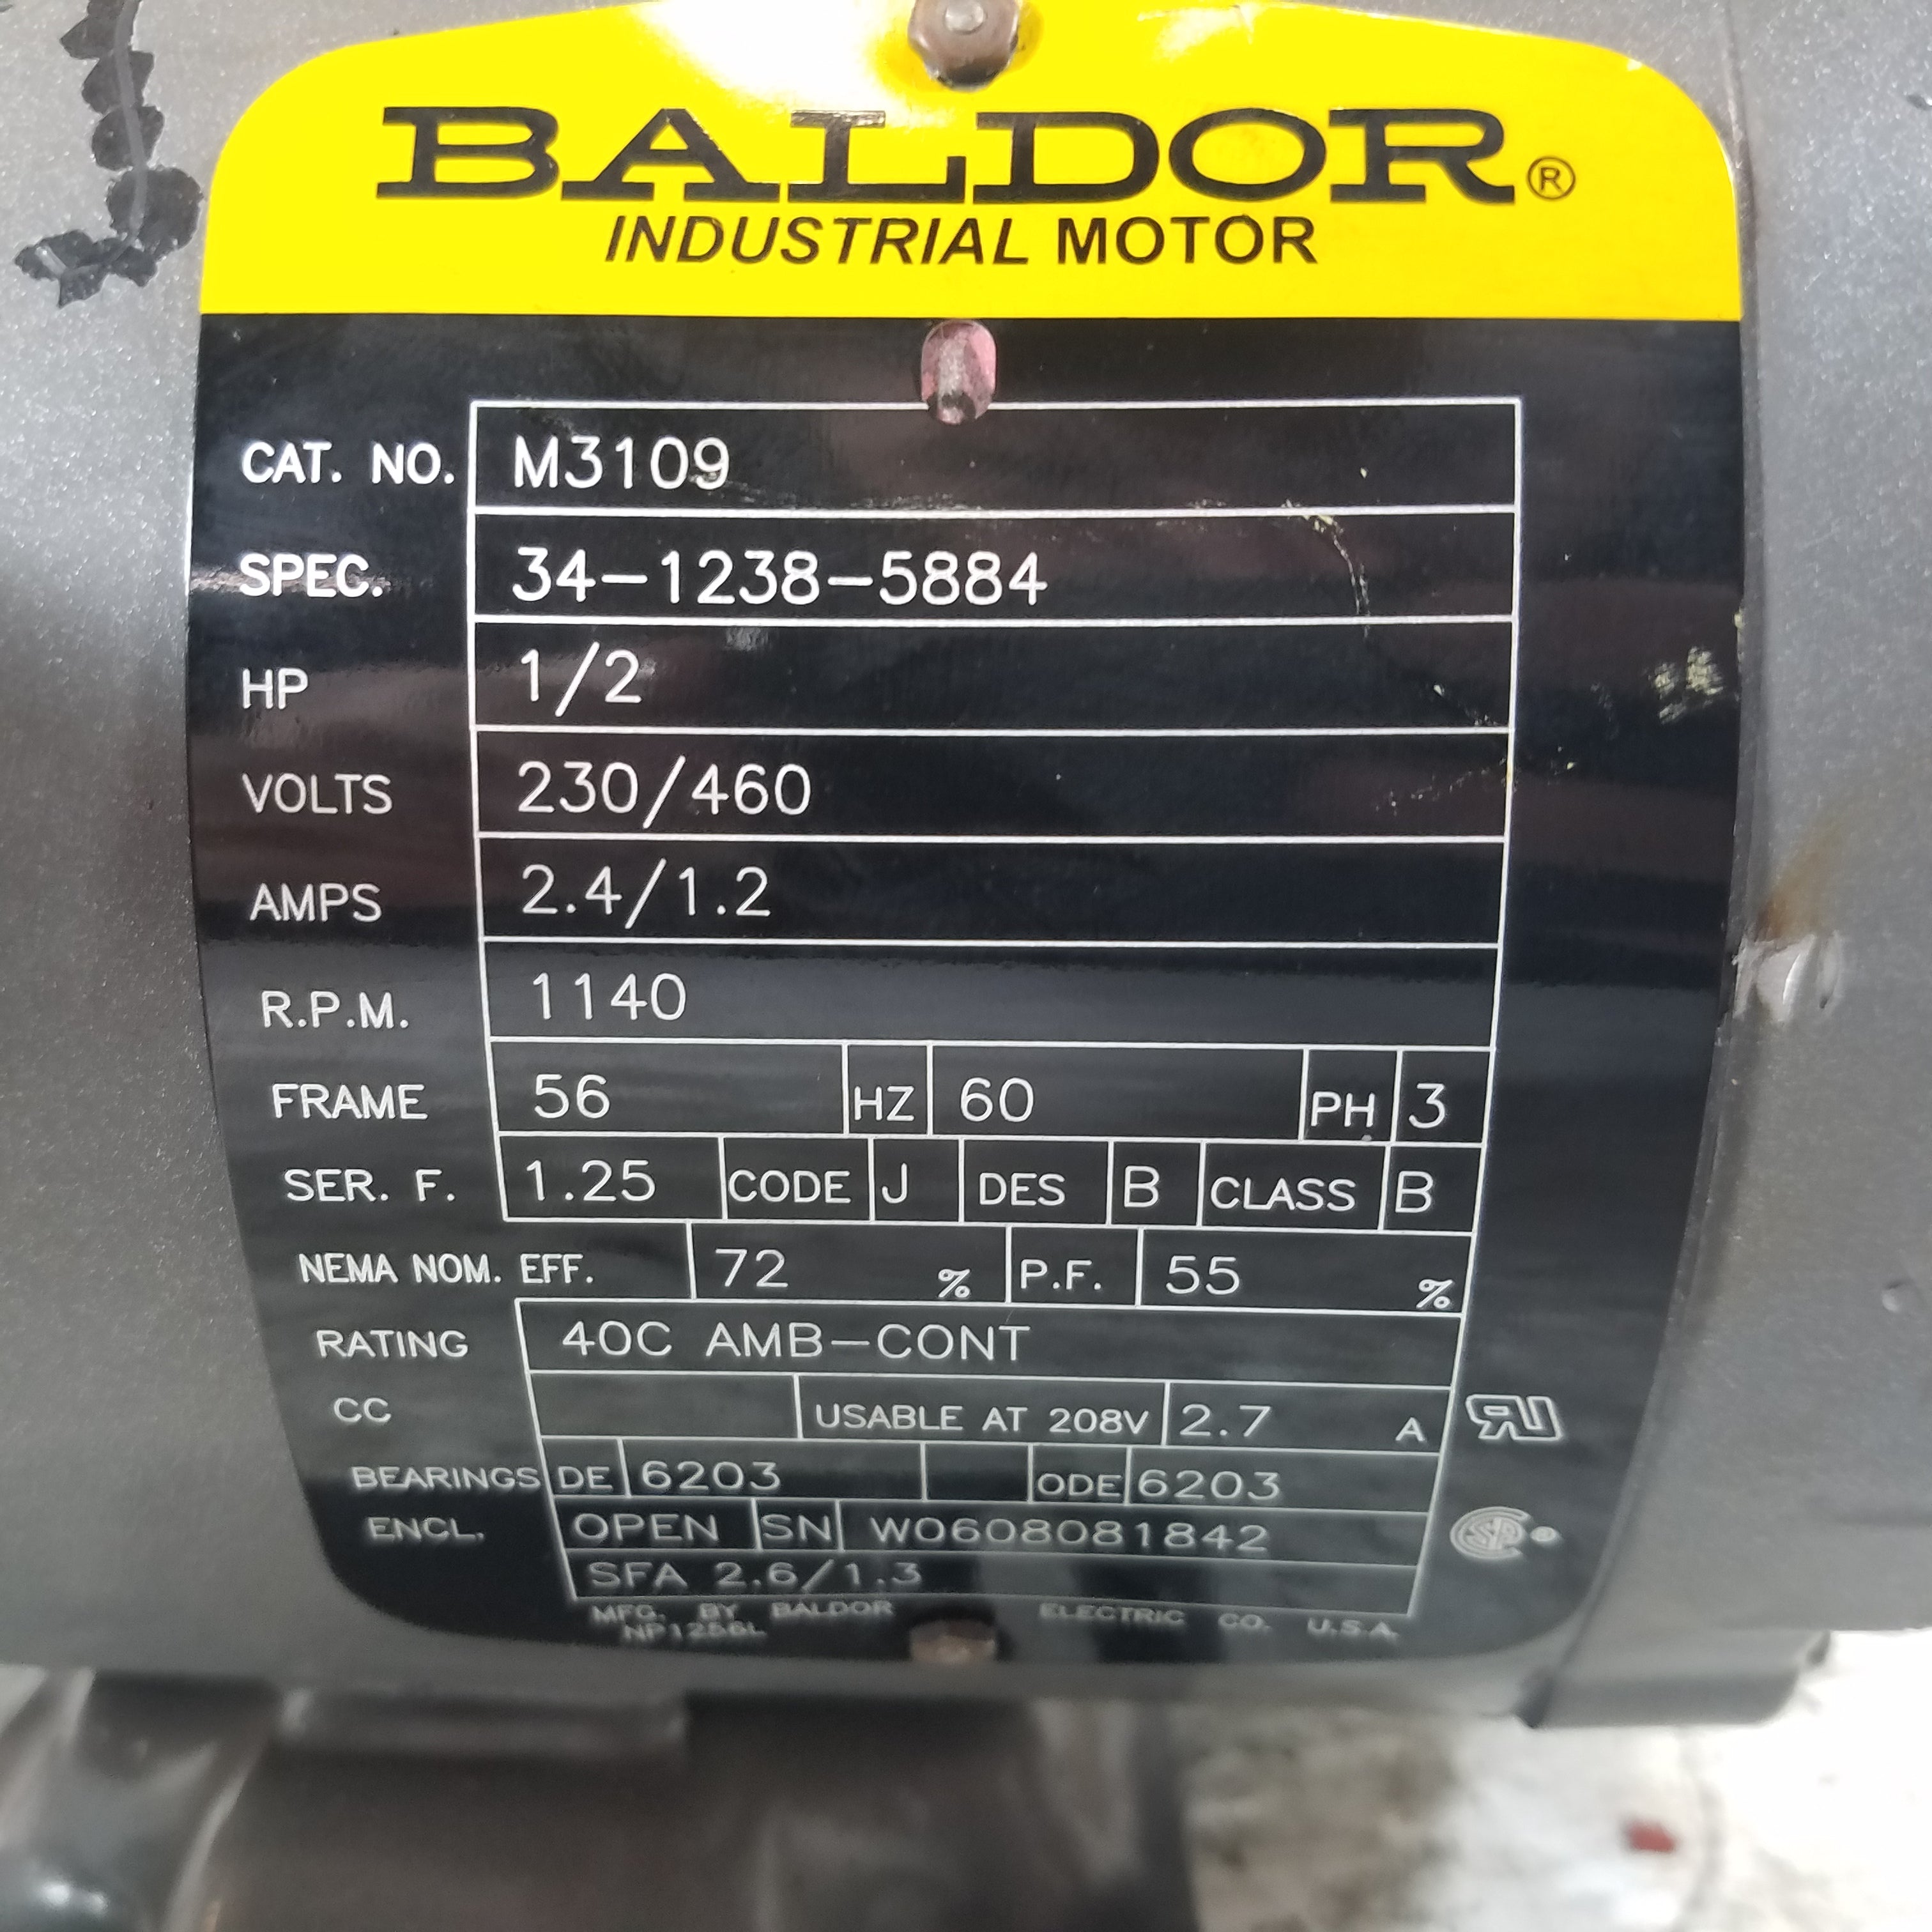 BALDOR®
INDUSTRIAL MOTOR
CAT. NO. M3109
SPEC. 34-1238-5884
HP 1/2
VOLTS 230/460
AMPS 2.4/1.2
R.P.M. 1140
FRAME 56 HZ 60 PH 3
SER. F. 1.25 CODE J DES B CLASS B
NEMA NOM. EFF. 72 % P.F. 55 %
RATING 40C AMB-CONT
CC USABLE AT 208V 2.7 A
BEARINGS DE 6203 ODE 6203
ENCL. OPEN SN W0608081842
SFA 2.6/1.3
MFG. BY BALDOR ELECTRIC CO. U.S.A.
NP1256L